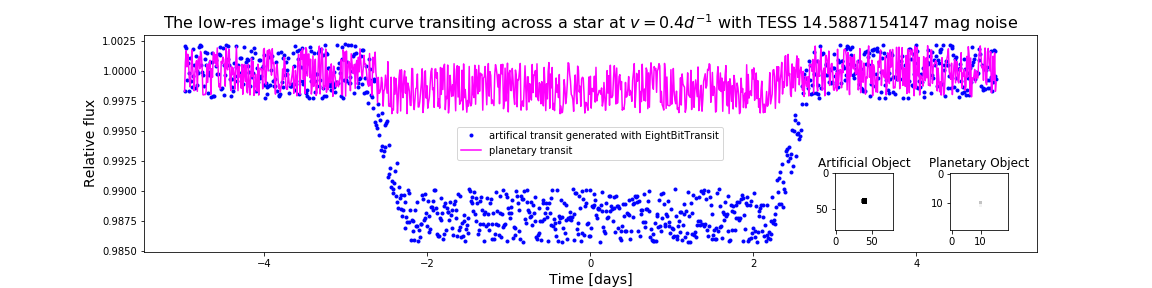 The low-res image's light curve transiting across a star at v = 0.4d⁻¹ with TESS 14.5887154147 mag noise
Relative flux
1.0025
1.0000
0.9975
0.9950
0.9925
0.9900
0.9875
0.9850
artifical transit generated with EightBitTransit
planetary transit
Artificial Object
0
50
0 50
Planetary Object
0
10
0 10
−4 −2 0 2 4
Time [days]